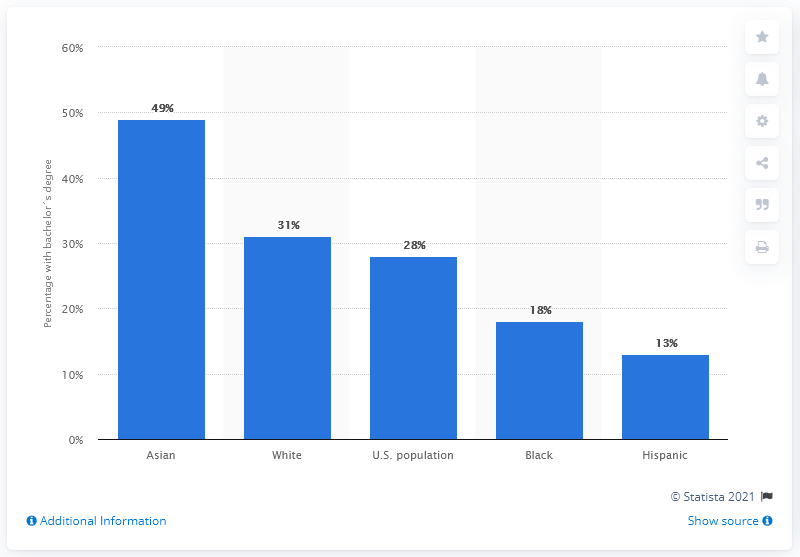 60%
50%
40%
30%
20%
10%
0%
Percentage with bachelor´s degree
49%
31%
28%
18%
13%
Asian
White
U.S. population
Black
Hispanic
© Statista 2021
Additional Information
Show source